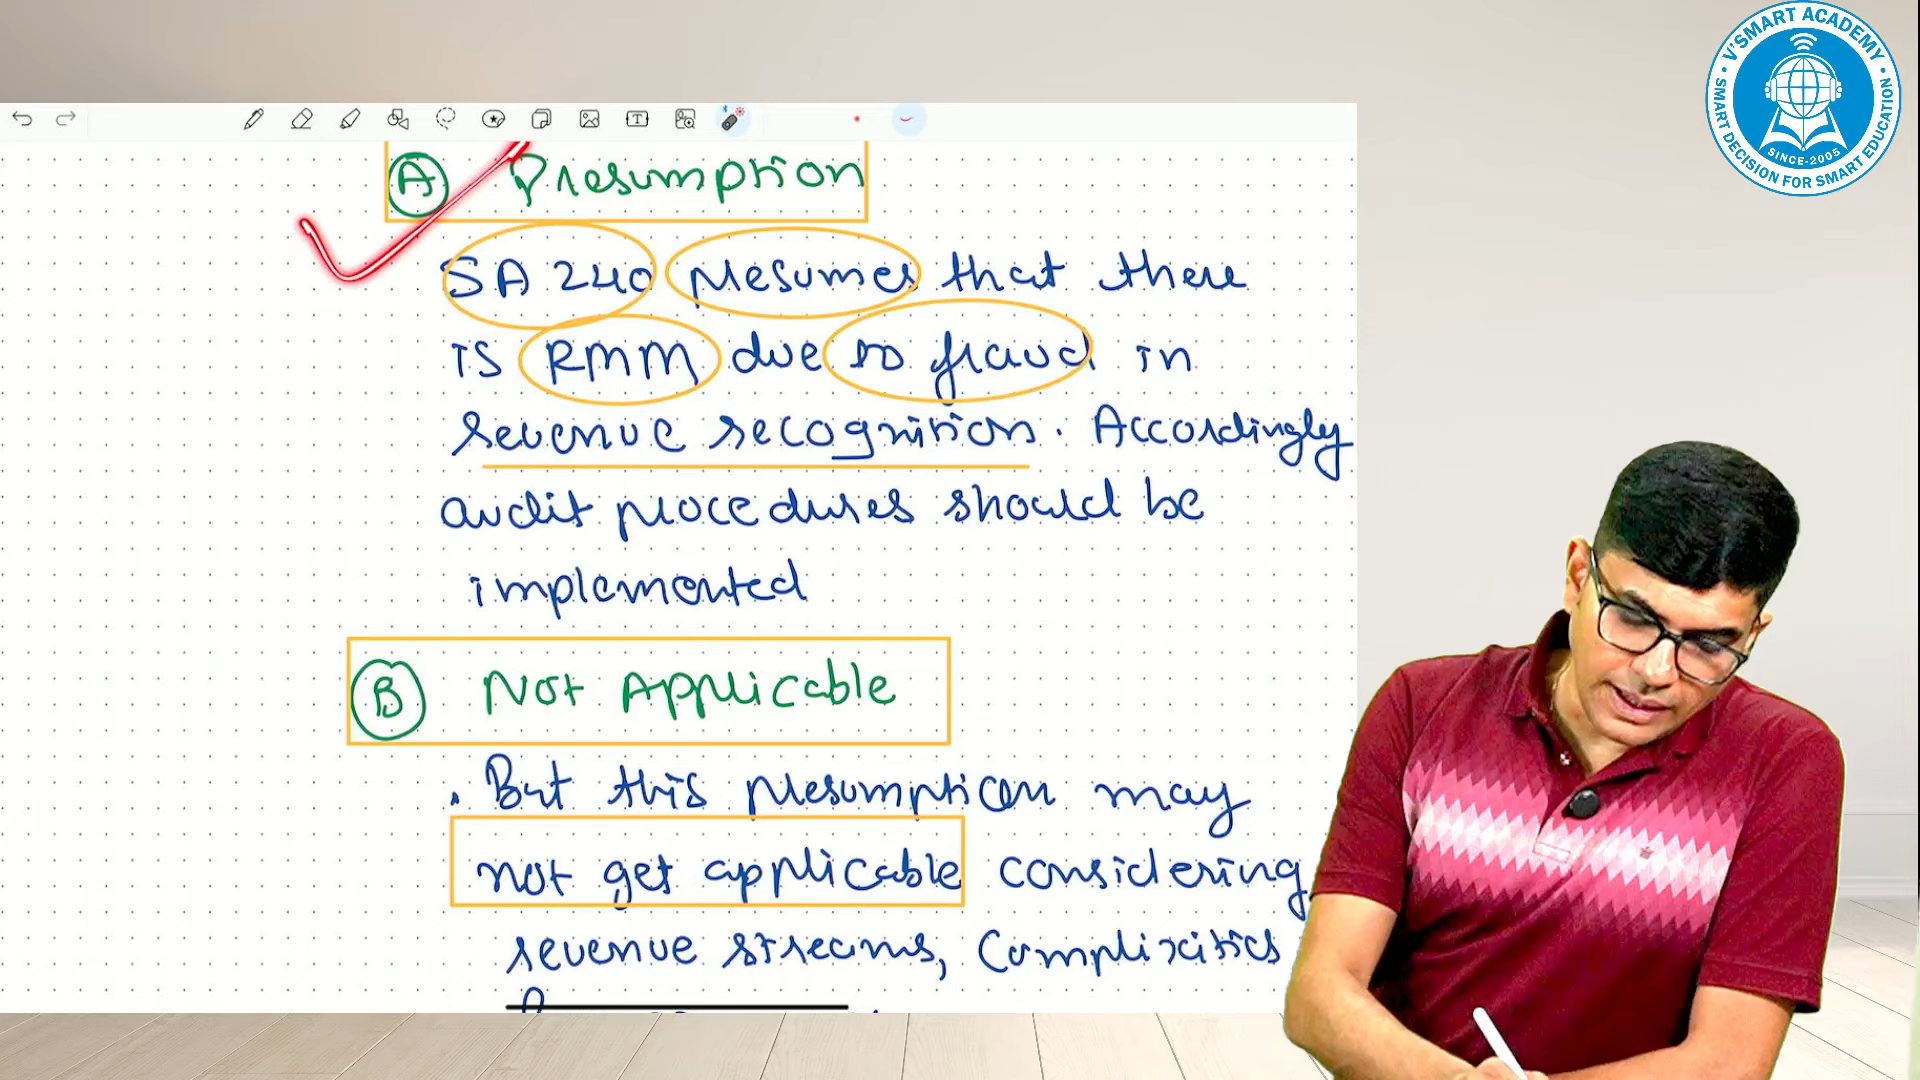 V'SMART ACADEMY
SMART DECISION FOR SMART EDUCATION
SINCE-2005
T
A Presumption
SA 240 presumes that there
is RMM due to fraud in
revenue recognition. Accordingly
audit procedures should be
implemented
B Not Applicable
. But this presumption may
not get applicable considering
revenue streams, Complixities